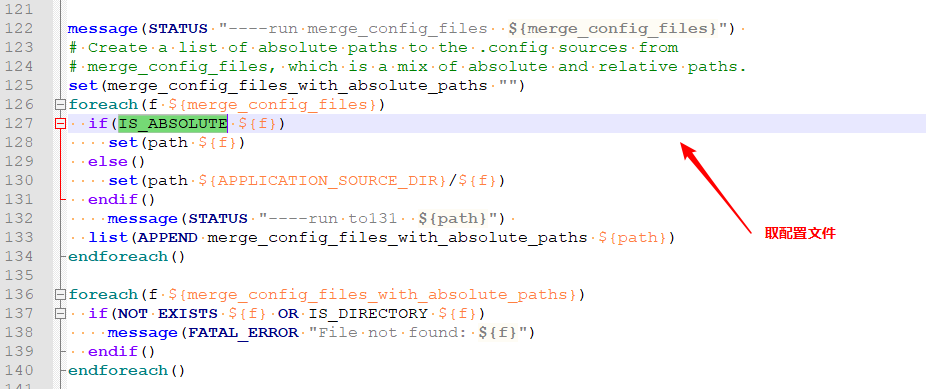 121
122 message(STATUS "----run merge_config_files  ${merge_config_files}")
123 # Create a list of absolute paths to the .config sources from
124 # merge_config_files, which is a mix of absolute and relative paths.
125 set(merge_config_files_with_absolute_paths "")
126 foreach(f ${merge_config_files})
127   if(IS_ABSOLUTE ${f})
128     set(path ${f})
129   else()
130     set(path ${APPLICATION_SOURCE_DIR}/${f})
131   endif()
132     message(STATUS "----run to131  ${path}")
133   list(APPEND merge_config_files_with_absolute_paths ${path})
取配置文件
134 endforeach()
135
136 foreach(f ${merge_config_files_with_absolute_paths})
137   if(NOT EXISTS ${f} OR IS_DIRECTORY ${f})
138     message(FATAL_ERROR "File not found: ${f}")
139   endif()
140 endforeach()